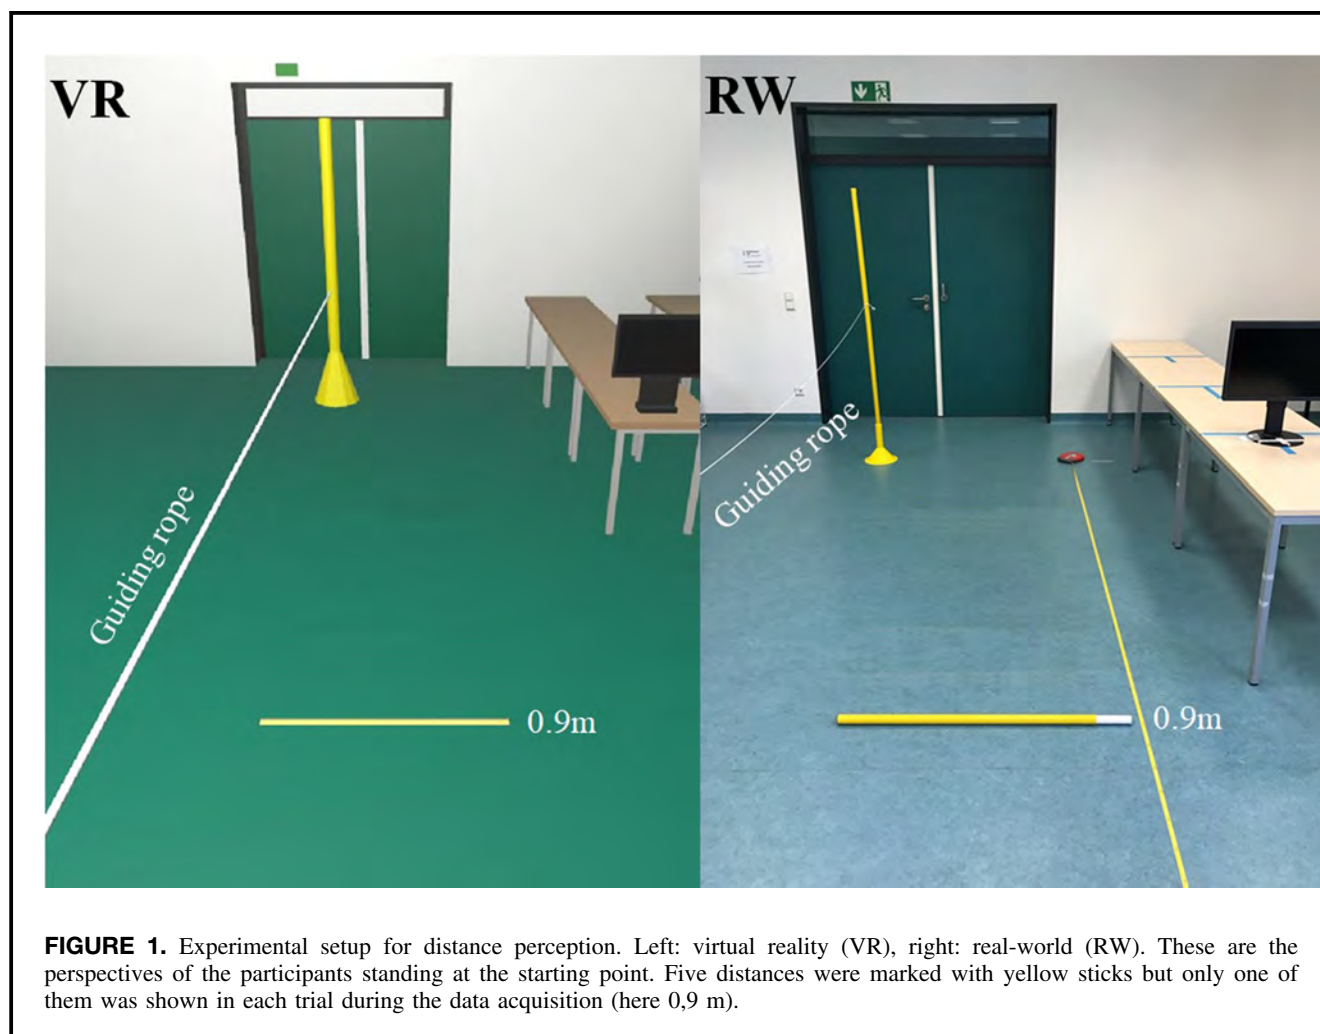 VR
RW
Guiding rope
Guiding rope
0.9m
0.9m
FIGURE 1. Experimental setup for distance perception. Left: virtual reality (VR), right: real-world (RW). These are the
perspectives of the participants standing at the starting point. Five distances were marked with yellow sticks but only one of
them was shown in each trial during the data acquisition (here 0,9 m).